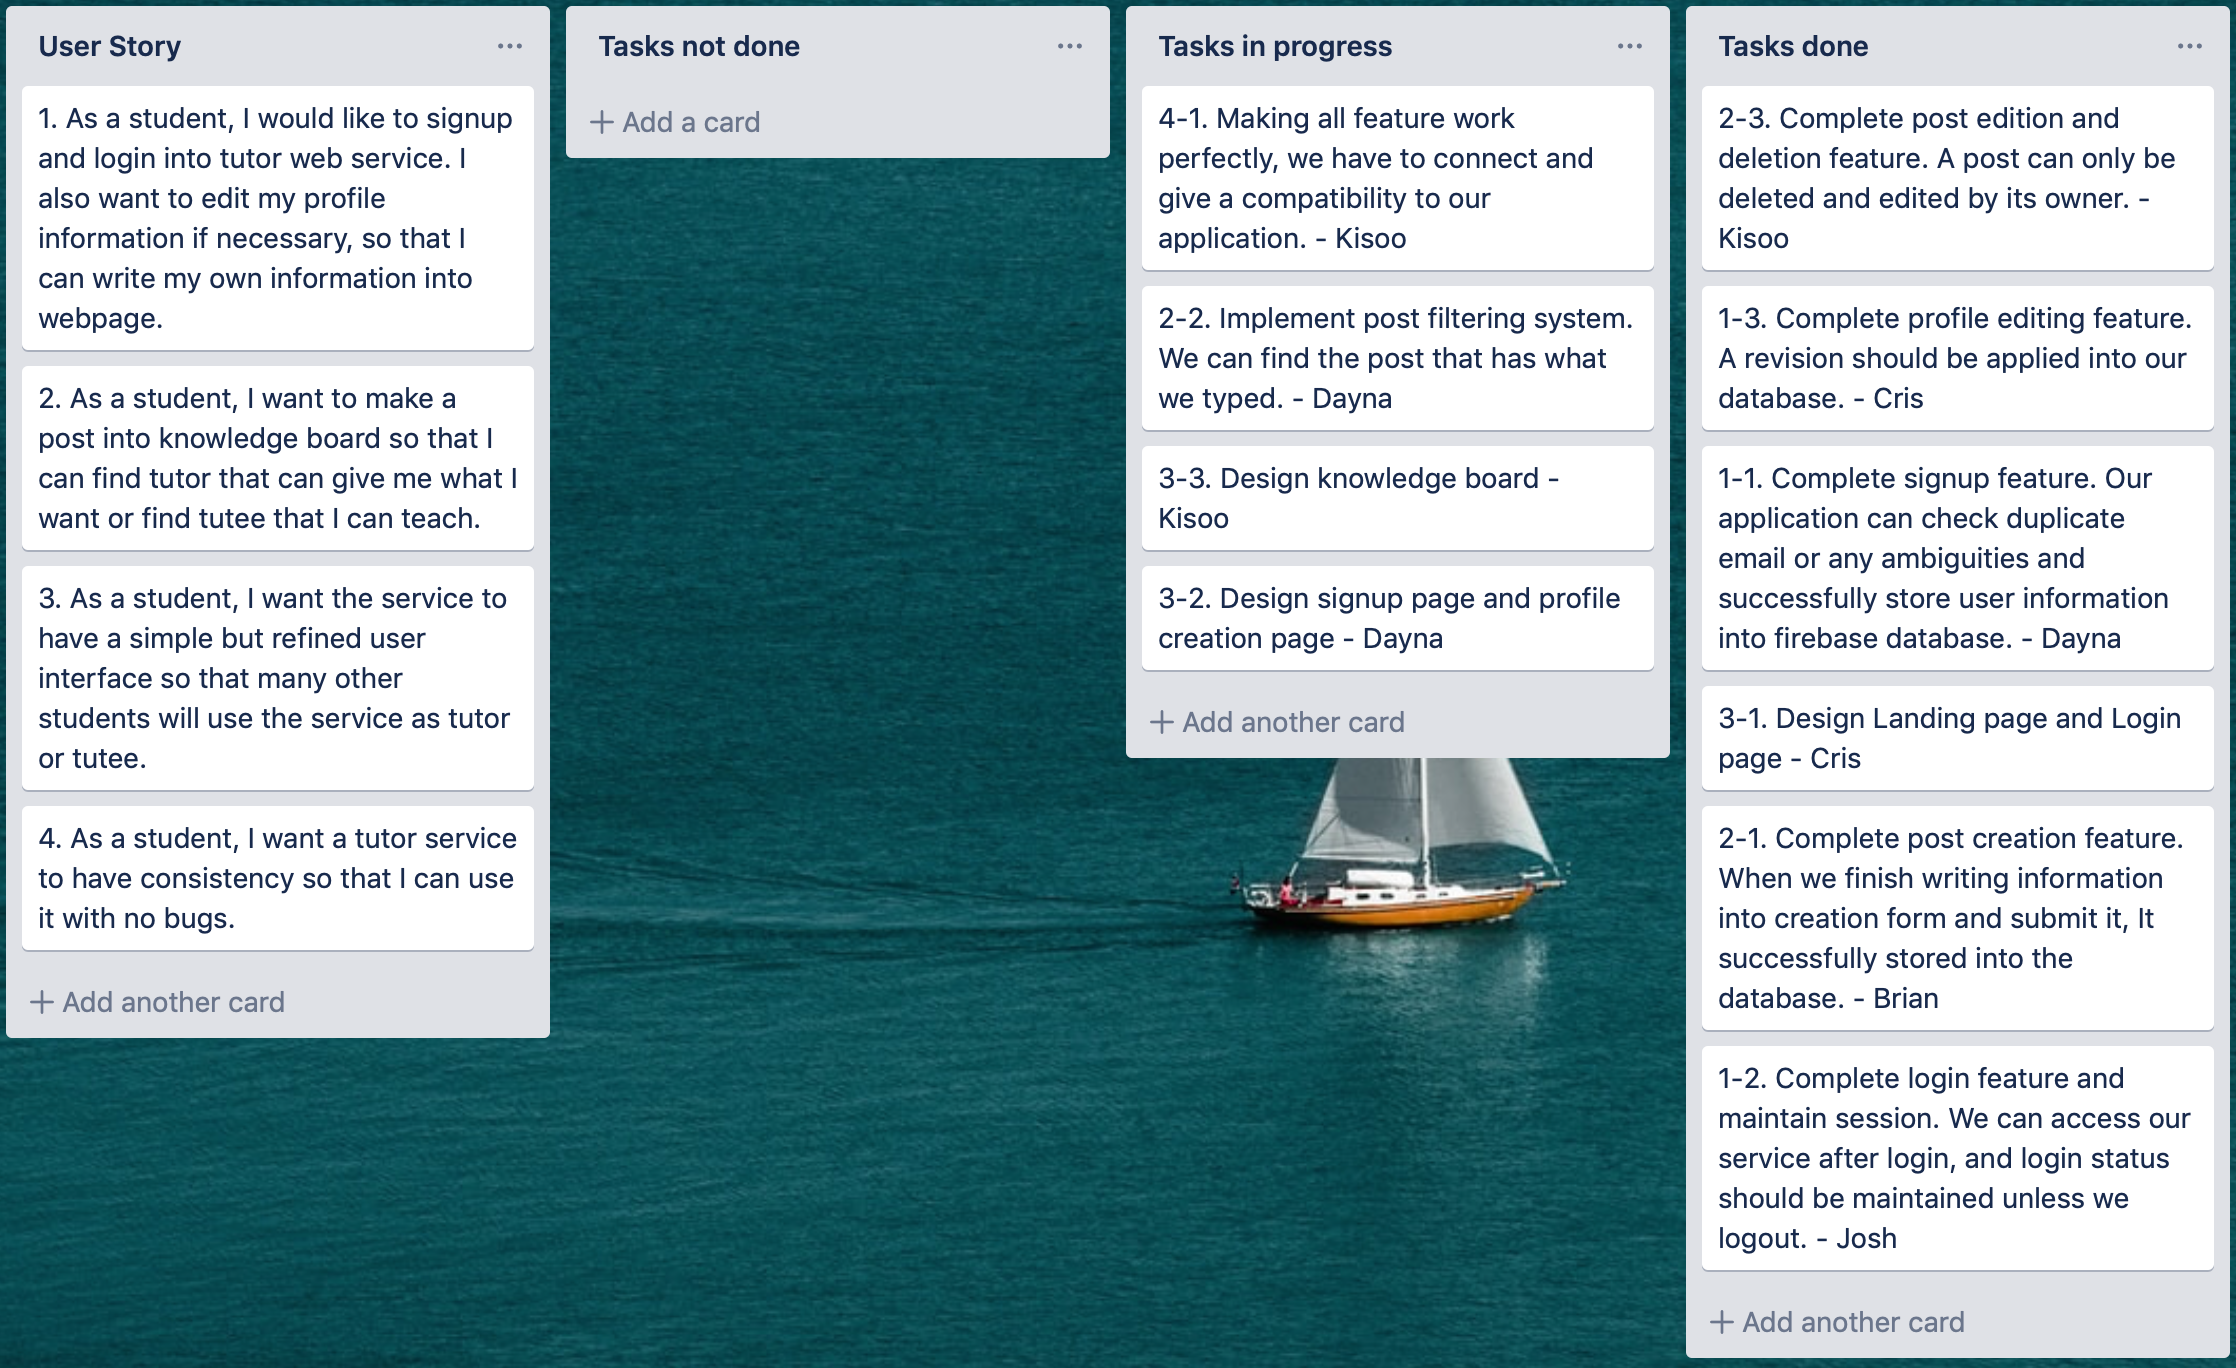 User Story
1. As a student, I would like to signup
and login into tutor web service. I
also want to edit my profile
information if necessary, so that I
can write my own information into
webpage.
2. As a student, I want to make a
post into knowledge board so that I
can find tutor that can give me what I
want or find tutee that I can teach.
3. As a student, I want the service to
have a simple but refined user
interface so that many other
students will use the service as tutor
or tutee.
4. As a student, I want a tutor service
to have consistency so that I can use
it with no bugs.
+ Add another card
Tasks not done
+ Add a card
Tasks in progress
4-1. Making all feature work
perfectly, we have to connect and
give a compatibility to our
application. - Kisoo
2-2. Implement post filtering system.
We can find the post that has what
we typed. - Dayna
3-3. Design knowledge board -
Kisoo
3-2. Design signup page and profile
creation page - Dayna
+ Add another card
Tasks done
2-3. Complete post edition and
deletion feature. A post can only be
deleted and edited by its owner. -
Kisoo
1-3. Complete profile editing feature.
A revision should be applied into our
database. - Cris
1-1. Complete signup feature. Our
application can check duplicate
email or any ambiguities and
successfully store user information
into firebase database. - Dayna
3-1. Design Landing page and Login
page - Cris
2-1. Complete post creation feature.
When we finish writing information
into creation form and submit it, It
successfully stored into the
database. - Brian
1-2. Complete login feature and
maintain session. We can access our
service after login, and login status
should be maintained unless we
logout. - Josh
+ Add another card